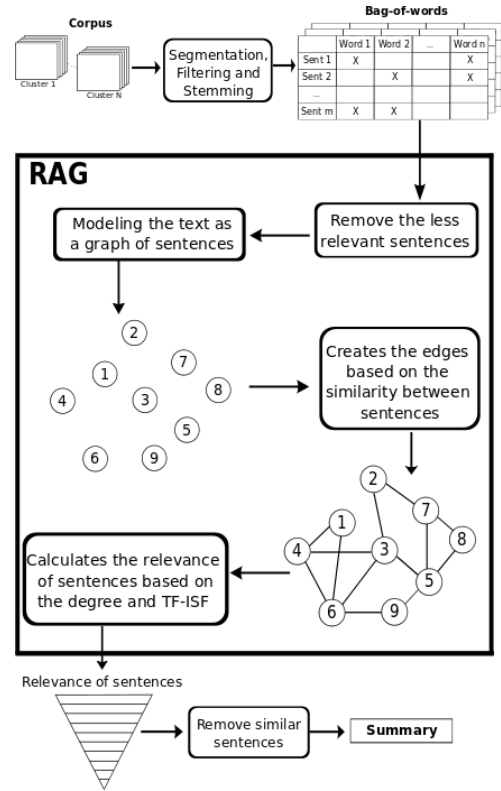 Corpus
Cluster 1
Cluster N
Segmentation,
Filtering and
Stemming
Bag-of-words
Word 1 Word 2 ... Word n
Sent 1 X X
Sent 2 X X
...
Sent m X X
RAG
Remove the less
relevant sentences
Modeling the text as
a graph of sentences
2
7
1
8
4
3
5
6
9
Creates the edges
based on the
similarity between
sentences
2
7
1
8
4
3
5
6
9
Calculates the relevance
of sentences based on
the degree and TF-ISF
Relevance of sentences
Remove similar
sentences
Summary